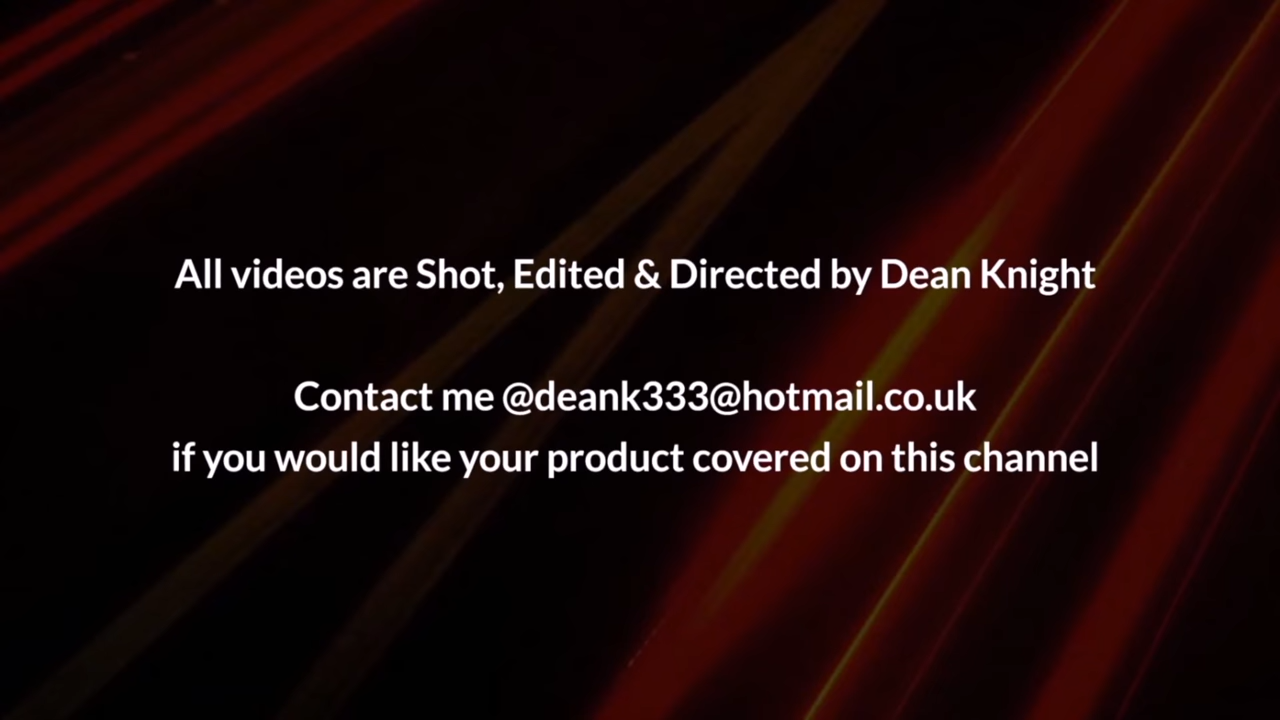 All videos are Shot, Edited & Directed by Dean Knight
Contact me @deank333@hotmail.co.uk
if you would like your product covered on this channel